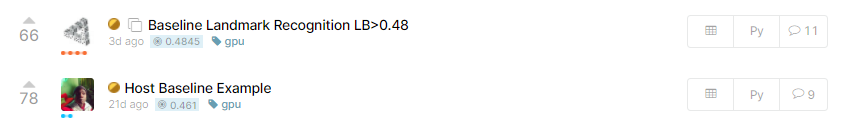 Baseline Landmark Recognition LB>0.48
66
3d ago 0.4845 gpu
Py 11
Host Baseline Example
78
21d ago 0.461 gpu
Py 9